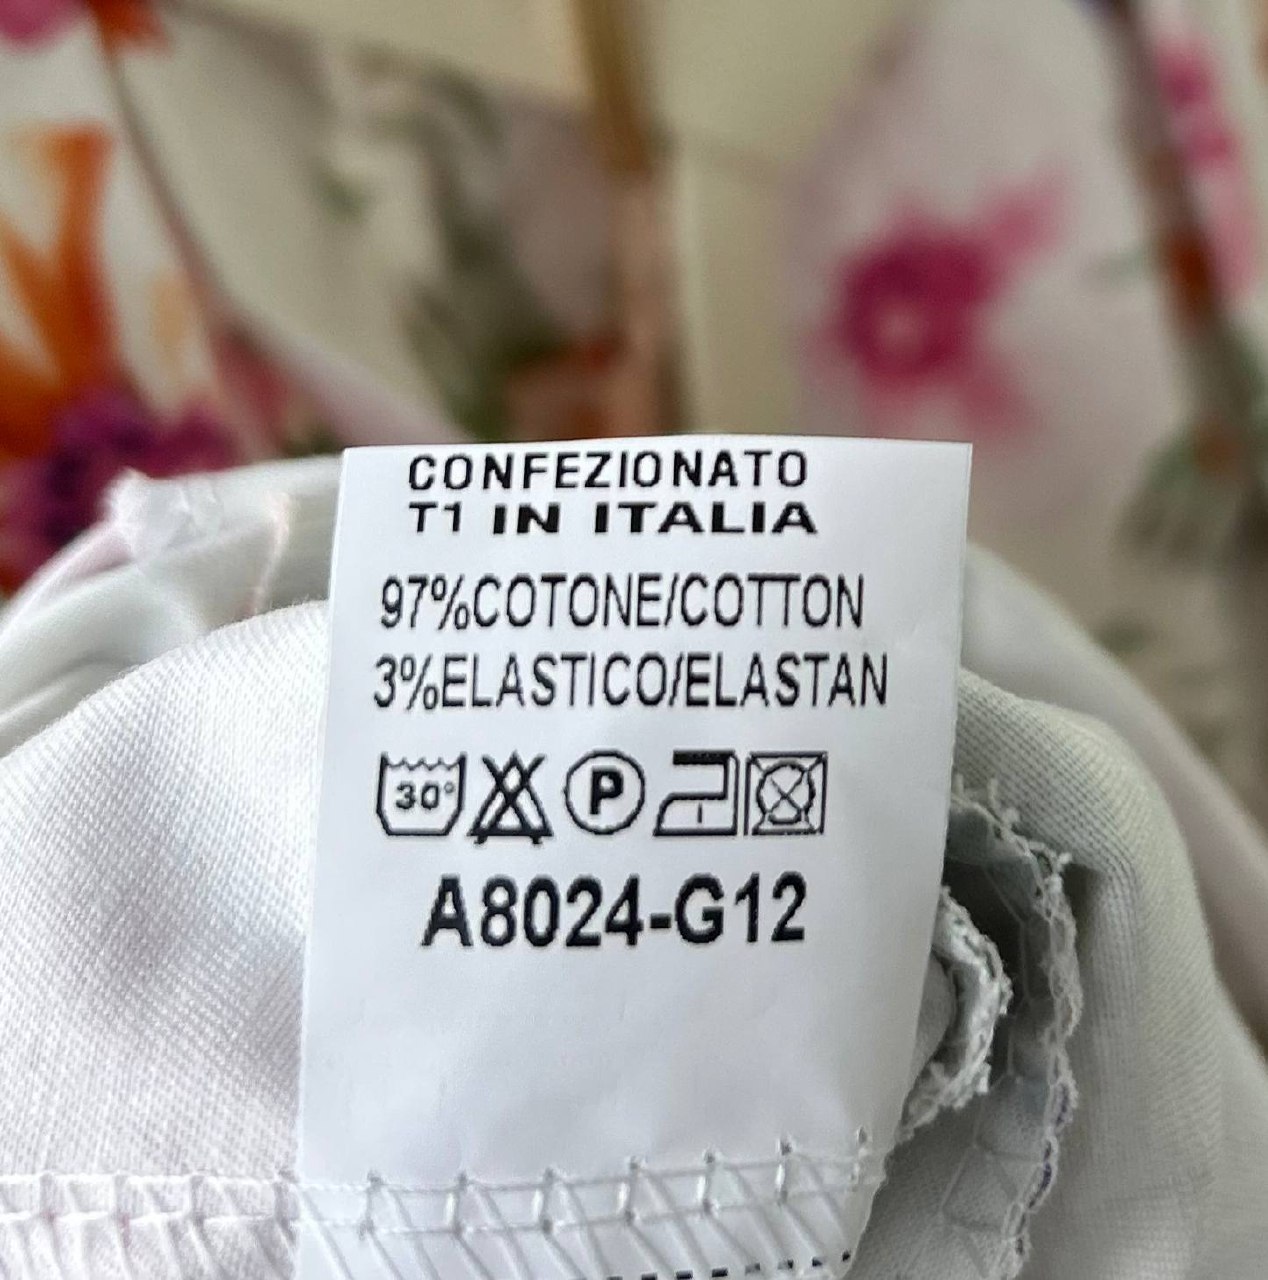 CONFEZIONATO
T1 IN ITALIA
97%COTONE/COTTON
3%ELASTICO/ELASTAN
30° P
A8024-G12